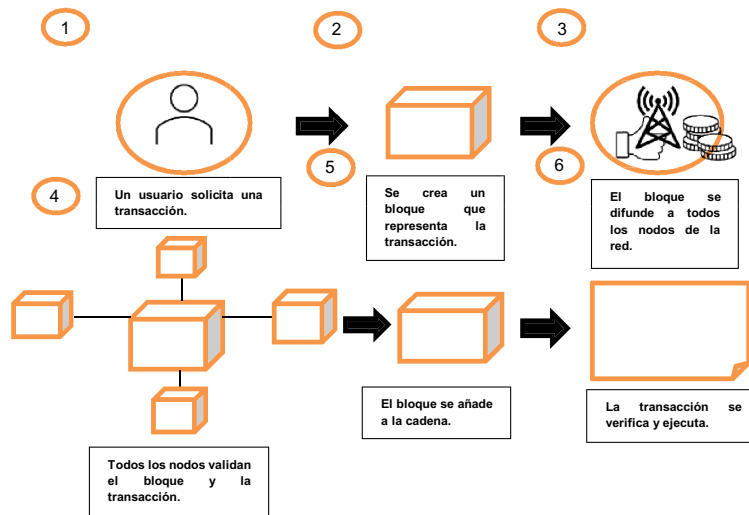 1
2
3
Un usuario solicita una
transacción.
Se crea un
bloque que
representa la
transacción.
El bloque se
difunde a todos
los nodos de la
red.
4
5
6
Todos los nodos validan
el bloque y la
transacción.
El bloque se añade
a la cadena.
La transacción se
verifica y ejecuta.